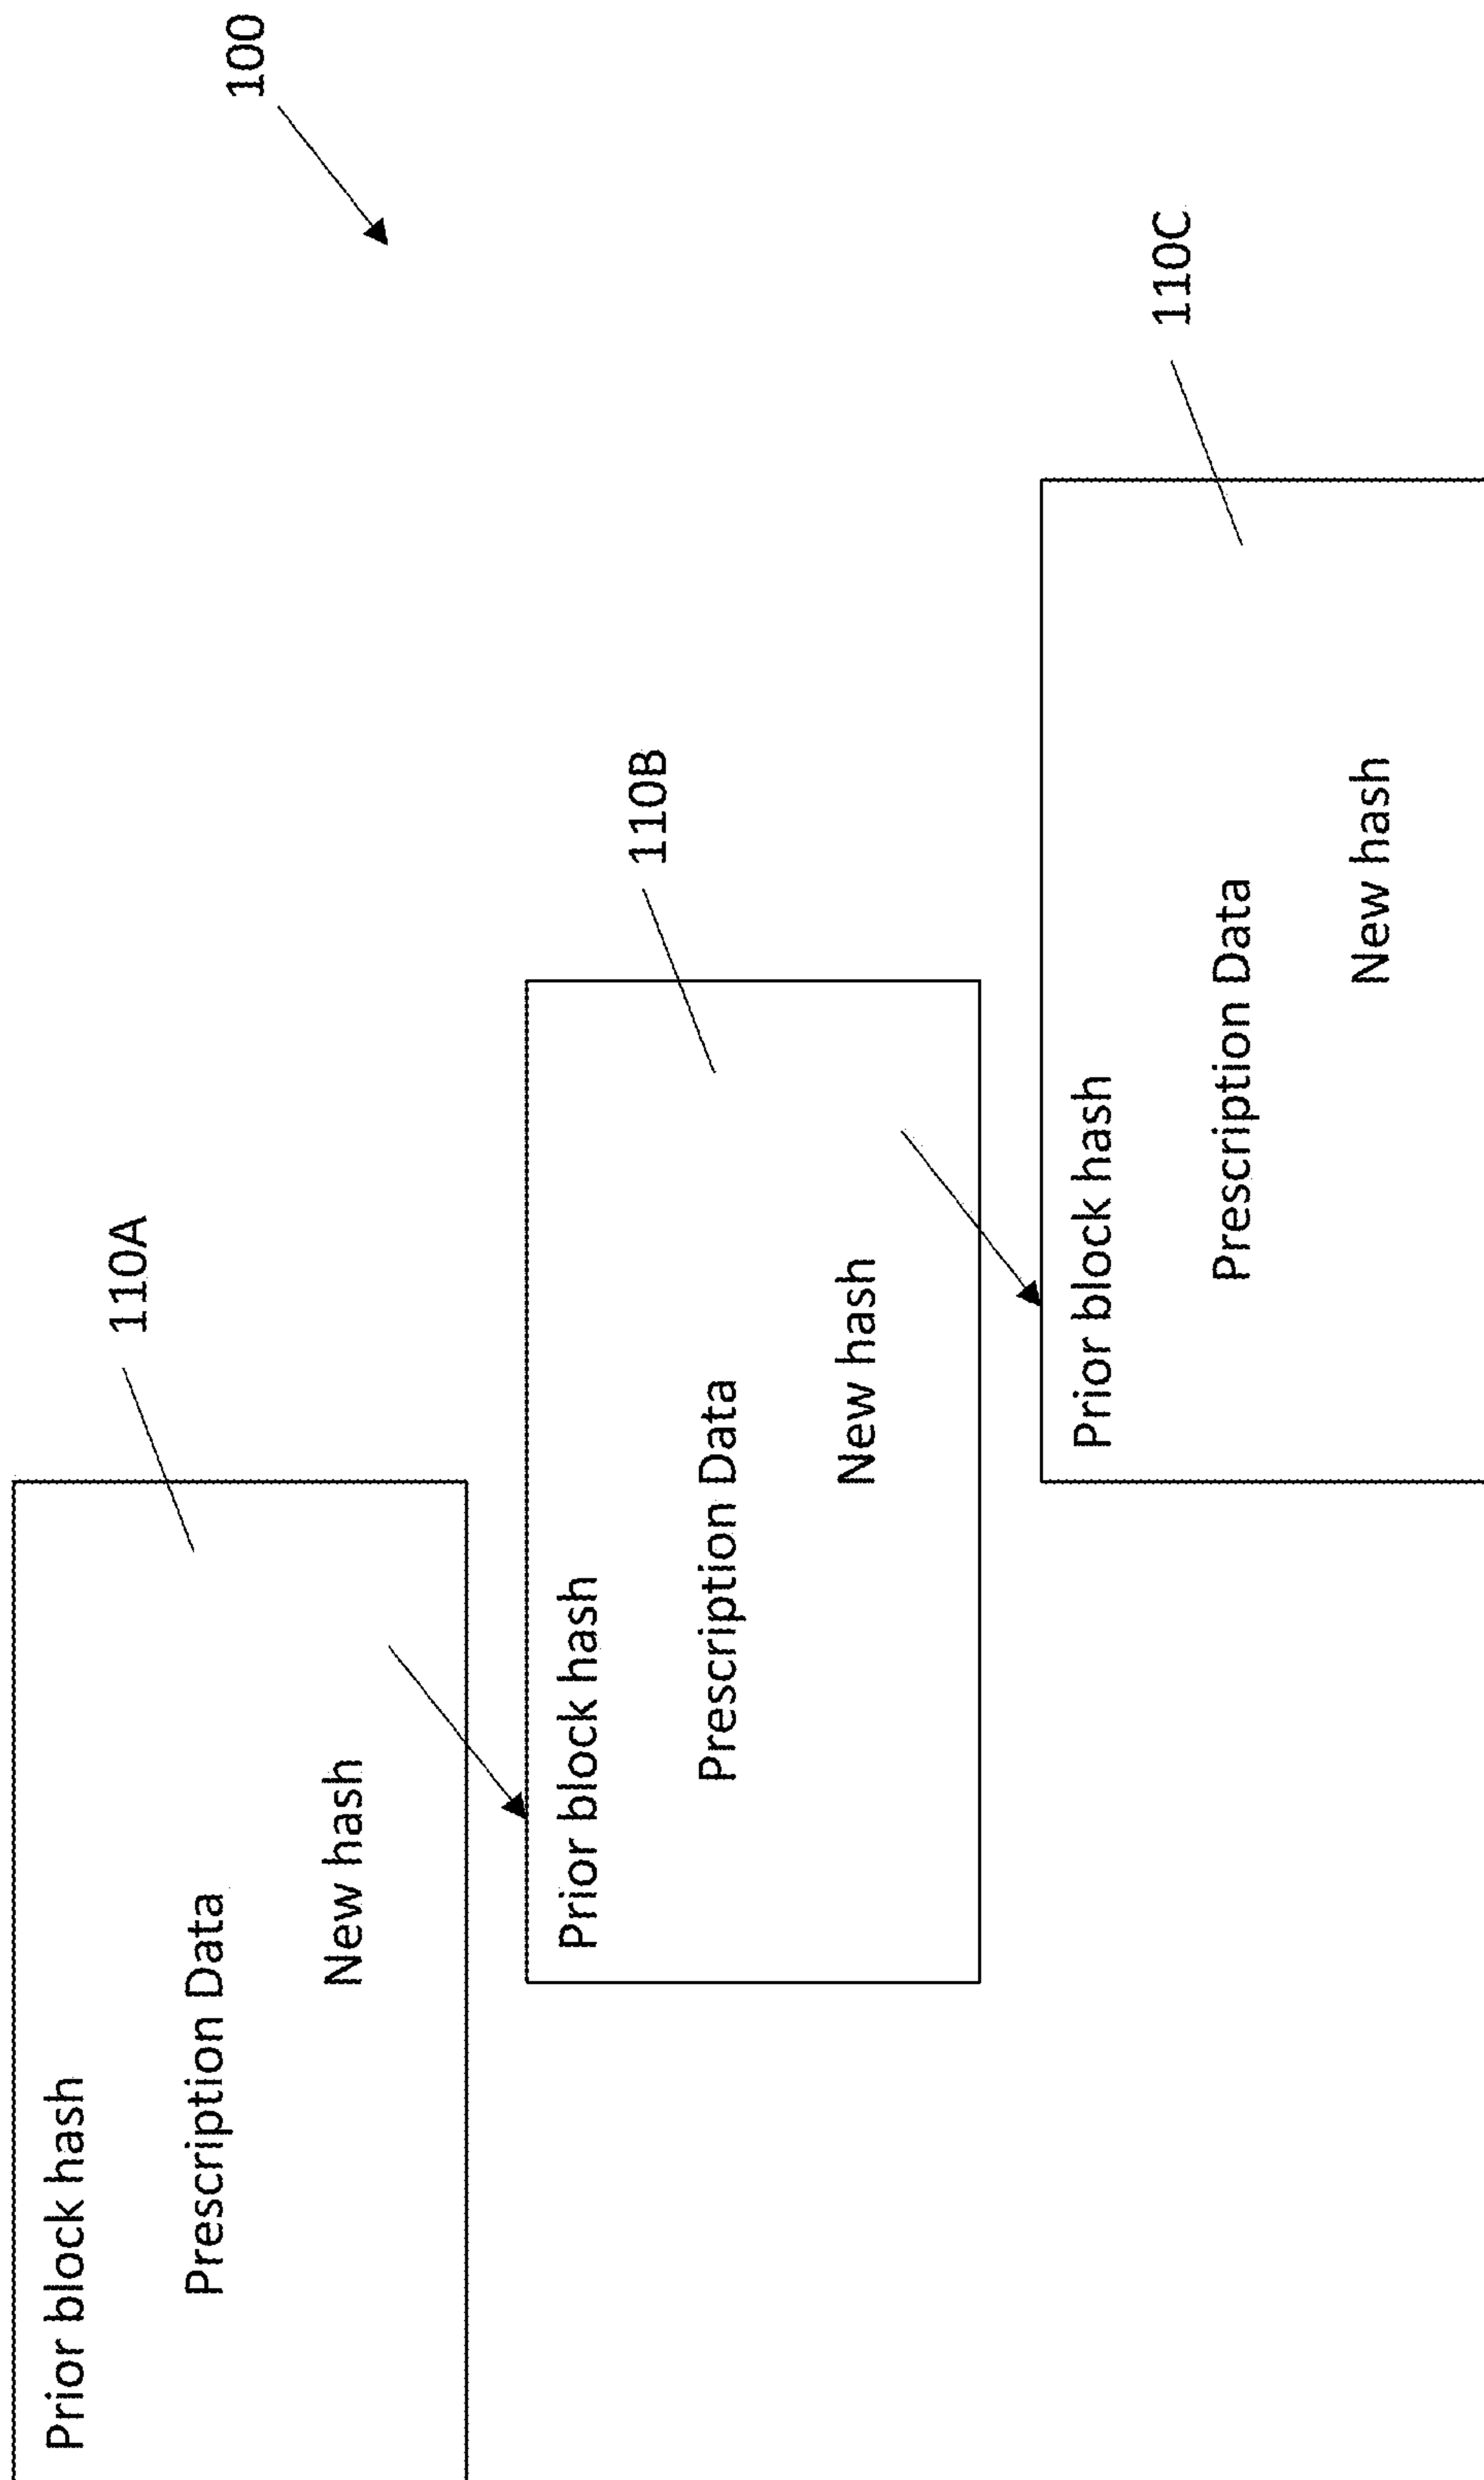 100
110A
Prior block hash
Prescription Data
New hash
110B
Prior block hash
Prescription Data
New hash
110C
Prior block hash
Prescription Data
New hash